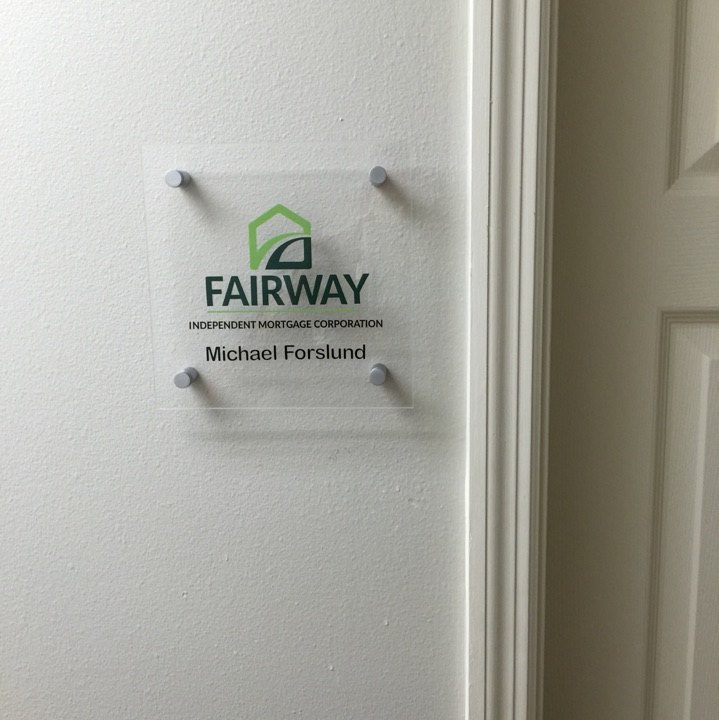 FAIRWAY
INDEPENDENT MORTGAGE CORPORATION
Michael Forslund